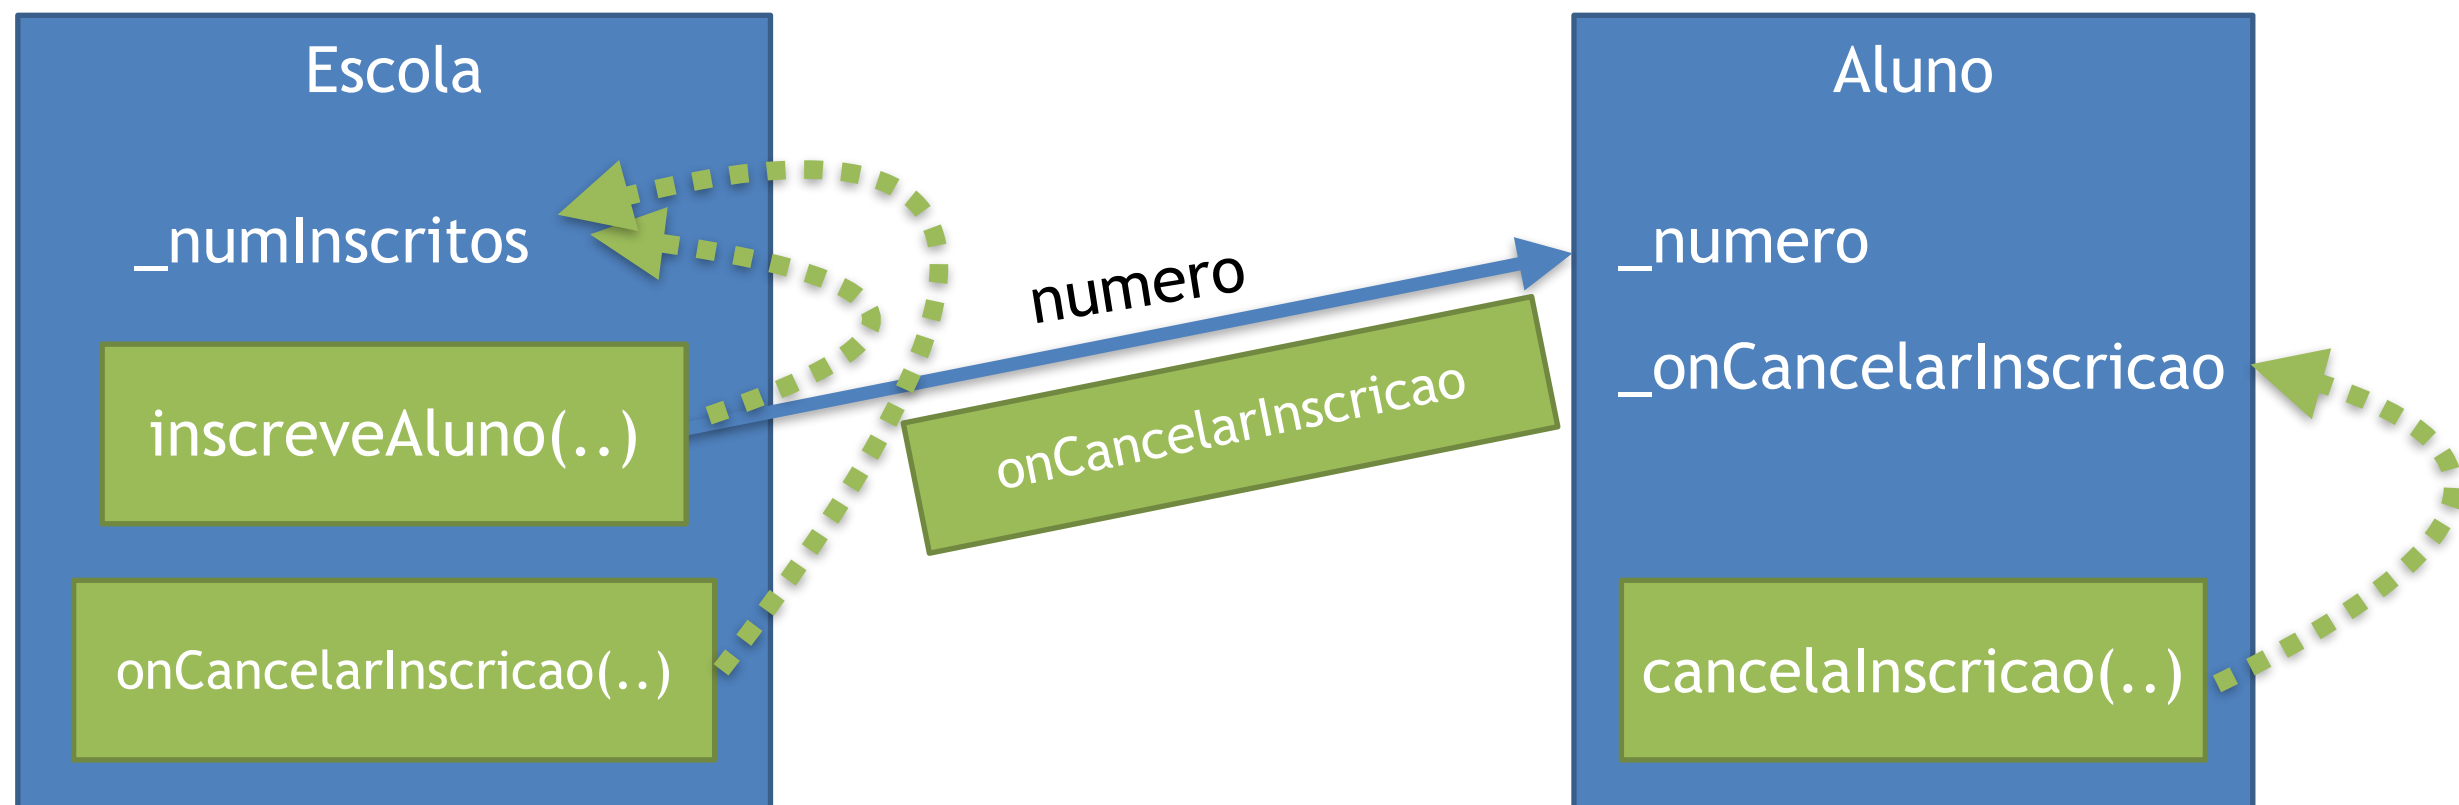 Escola
_numInscritos
inscreveAluno(..)
onCancelarInscricao(..)
numero
onCancelarInscricao
Aluno
_numero
_onCancelarInscricao
cancelaInscricao(..)